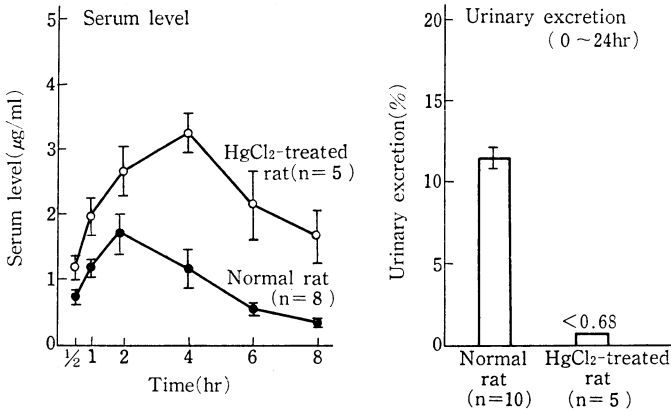 Serum level
5
4
3
2
1
0
Serum level(μg/ml)
HgCl₂-treated
rat(n=5)
Normal rat
(n=8)
½ 1 2 4 6 8
Time(hr)
Urinary excretion
(0~24hr)
20
15
10
5
0
Urinary excretion(%)
<0.68
Normal
rat
(n=10)
HgCl₂-treated
rat
(n=5)